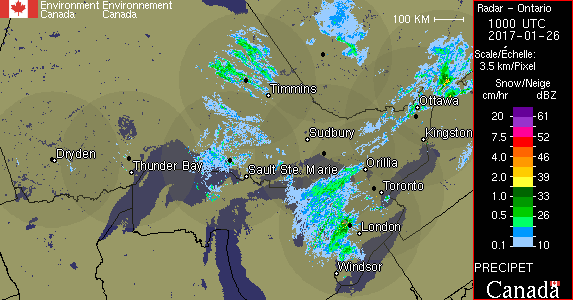 Environment Environnement
Canada Canada
100 KM
Timmins
Ottawa
Sudbury
Kingston
Dryden
Thunder Bay
Sault Ste. Marie
Orillia
Toronto
London
Windsor
Radar - Ontario
1000 UTC
2017-01-26
Scale/Échelle:
3.5 km/Pixel
Snow/Neige
cm/hr dBZ
20 61
7.5 57
5.5 52
4.0 46
2.0 39
1.0 33
0.5 26
0.1 10
PRECIPET
Canada